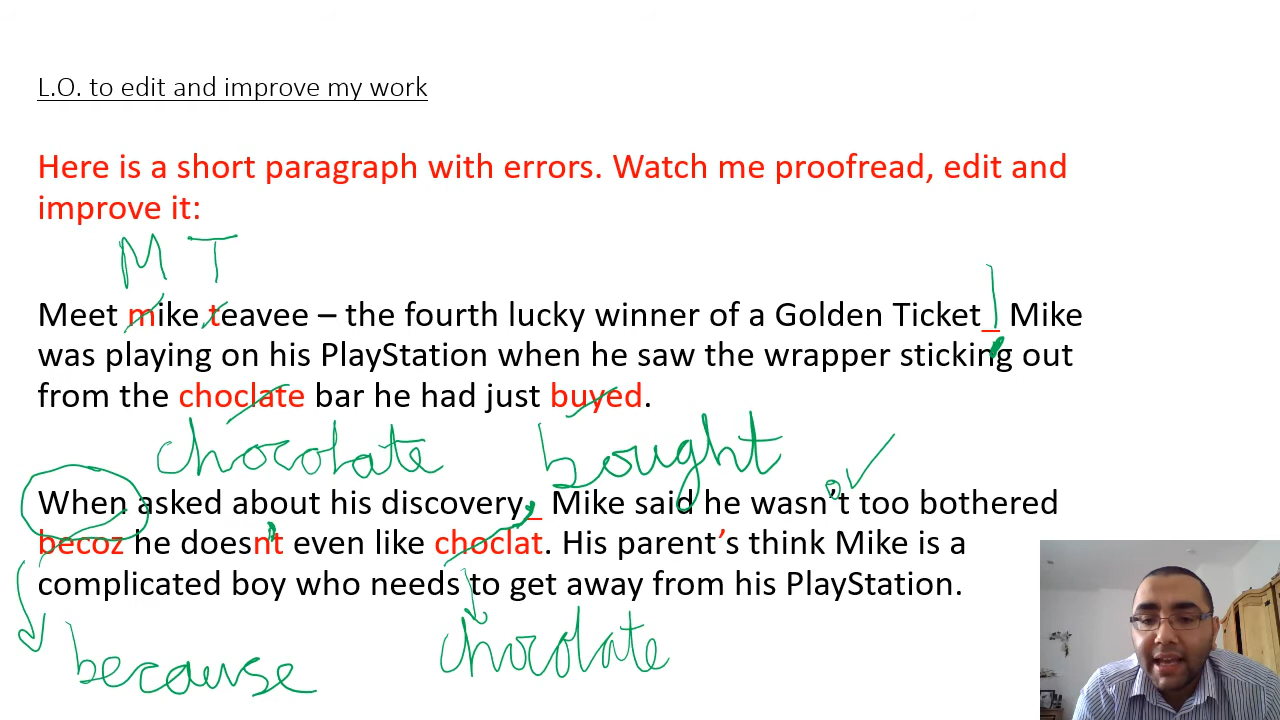 L.O. to edit and improve my work
Here is a short paragraph with errors. Watch me proofread, edit and
improve it:
M T
Meet mike teavee – the fourth lucky winner of a Golden Ticket_ Mike
was playing on his PlayStation when he saw the wrapper sticking out
from the choclate bar he had just buyed.
chocolate bought
When asked about his discovery,_ Mike said he wasn't too bothered
becoz he doesn't even like choclat. His parent's think Mike is a
complicated boy who needs to get away from his PlayStation.
because chocolate